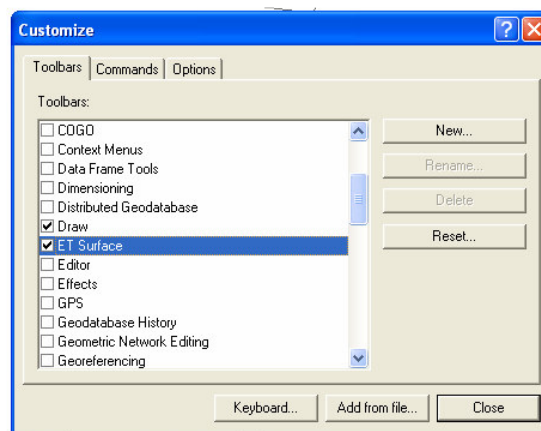 Customize
Toolbars Commands Options
Toolbars:
COGO
Context Menus
Data Frame Tools
Dimensioning
Distributed Geodatabase
Draw
ET Surface
Editor
Effects
GPS
Geodatabase History
Geometric Network Editing
Georeferencing
New...
Rename...
Delete
Reset...
Keyboard... Add from file... Close